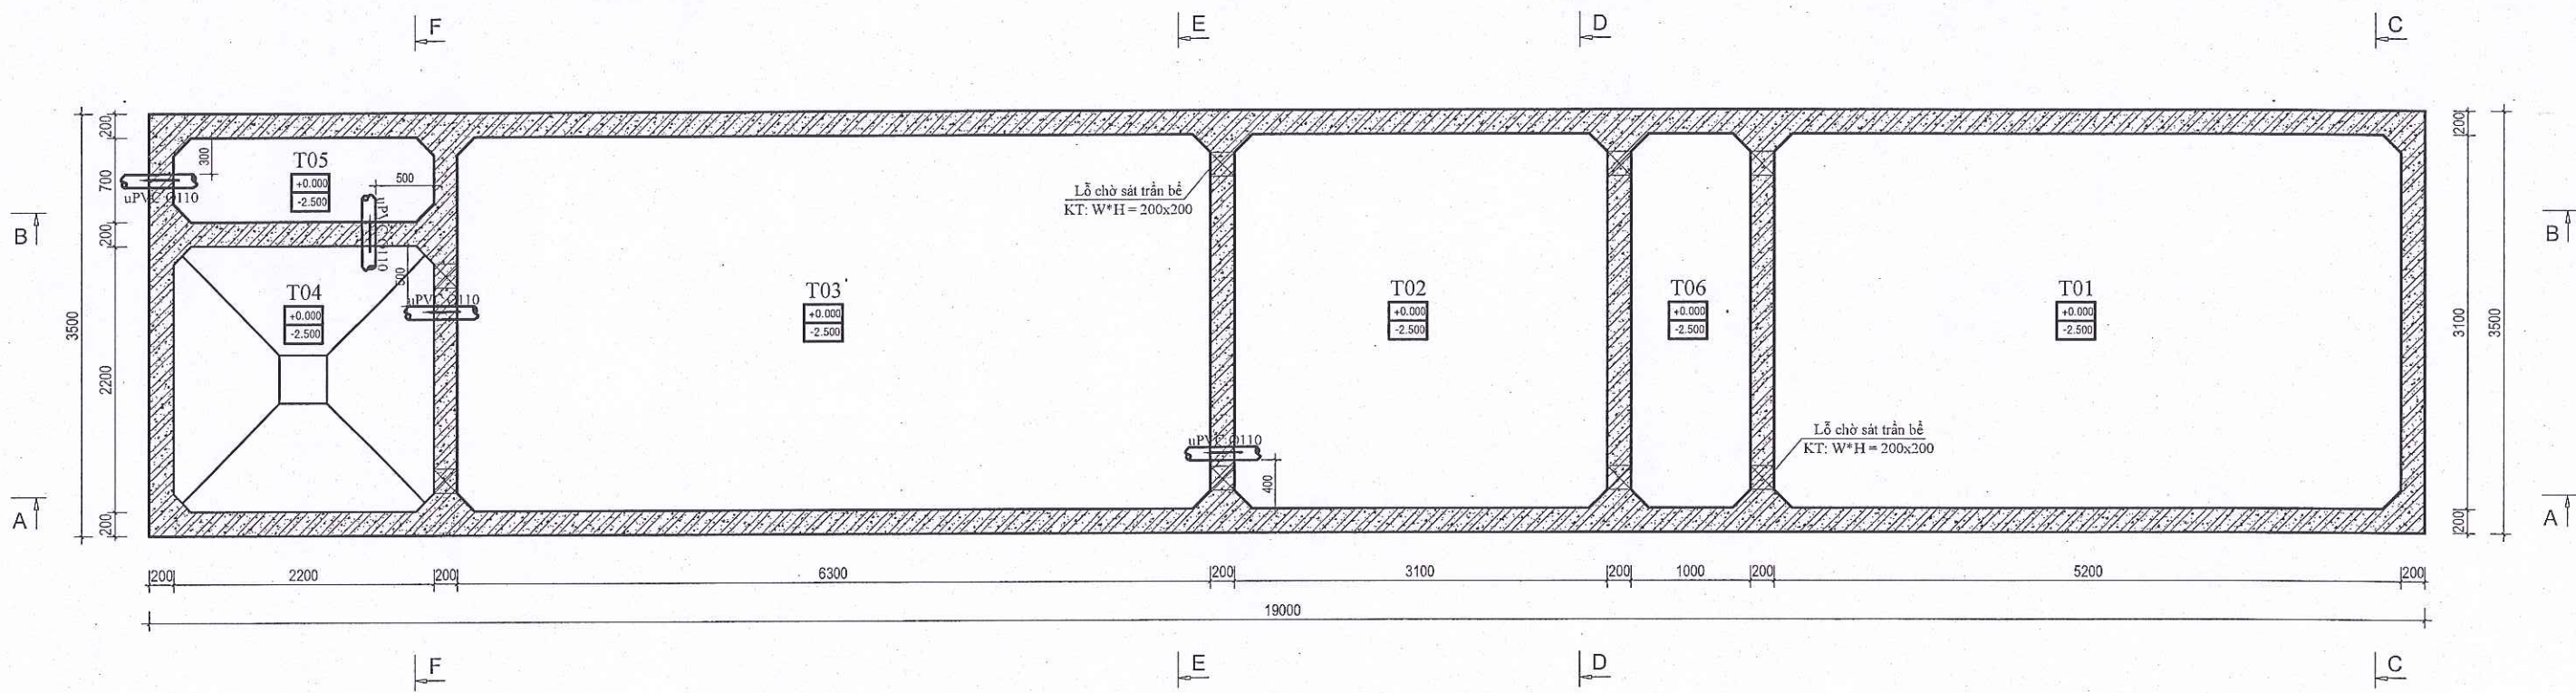 F
E
D
C
200
700
200
2200
200
3500
B
A
T05
+0.000
-2.500
300
500
uPVC Ø110
uPVC Ø110
T04
+0.000
-2.500
500
uPVC Ø110
T03
+0.000
-2.500
Lỗ chờ sát trần bể
KT: W*H = 200x200
uPVC Ø110
400
T02
+0.000
-2.500
T06
+0.000
-2.500
T01
+0.000
-2.500
Lỗ chờ sát trần bể
KT: W*H = 200x200
200
3100
200
3500
B
A
200 2200 200 6300 200 3100 200 1000 200 5200 200
19000
F
E
D
C